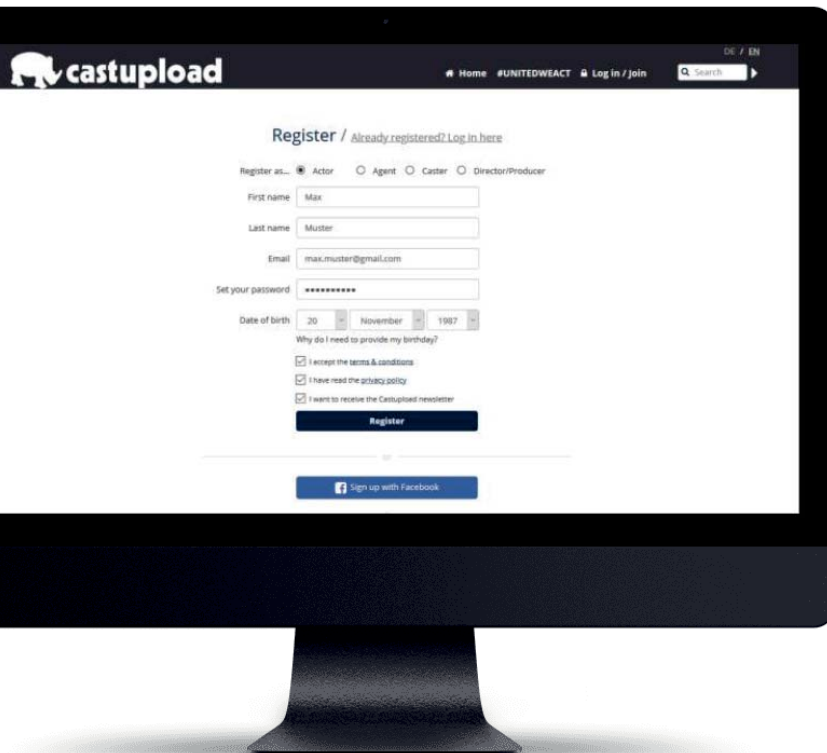 DE / EN
castupload
Home #UNITEDWEACT Log in / Join Search
Register / Already registered? Log in here
Register as... Actor Agent Caster Director/Producer
First name Max
Last name Muster
Email max.muster@gmail.com
Set your password ••••••••••
Date of birth 20 November 1987
Why do I need to provide my birthday?
I accept the terms & conditions
I have read the privacy policy
I want to receive the Castupload newsletter
Register
or
Sign up with Facebook